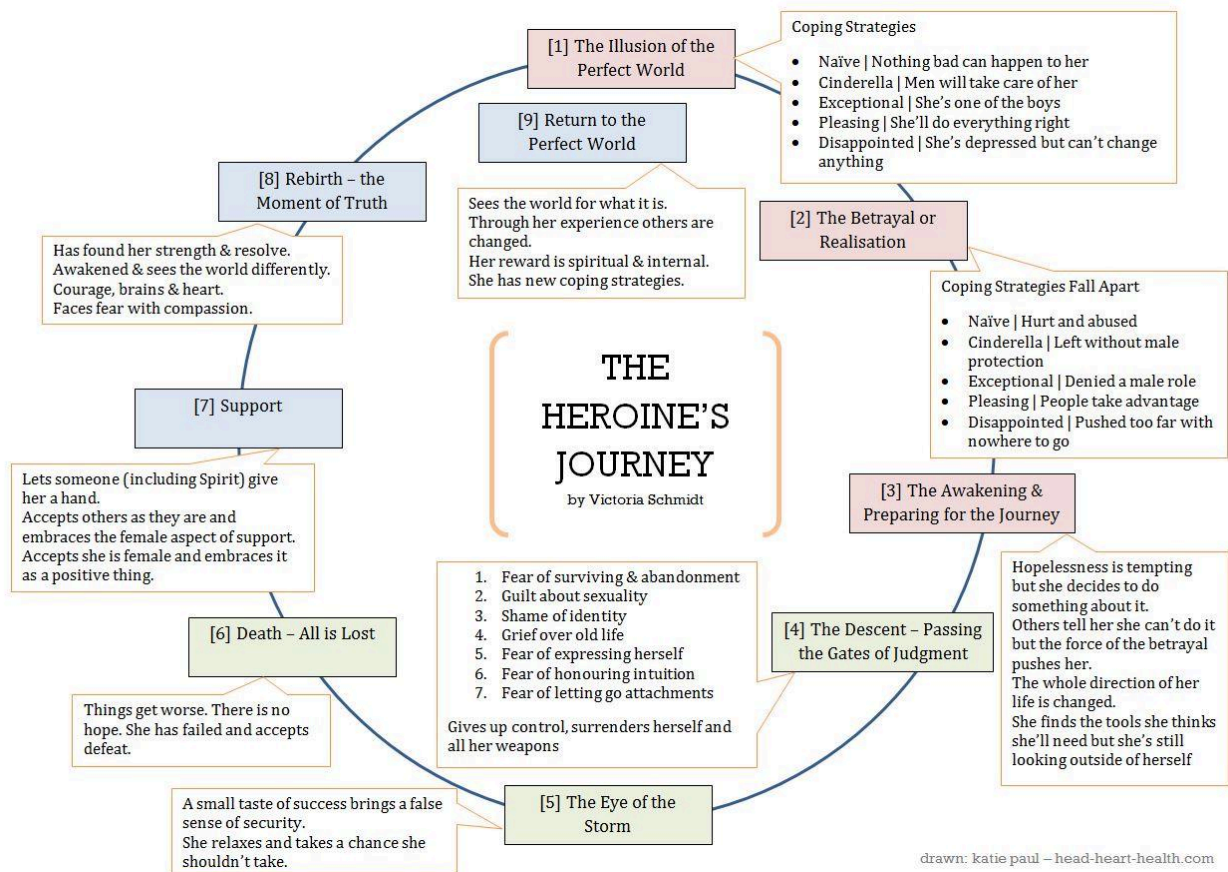 [1] The Illusion of the
Perfect World
Coping Strategies
• Naïve | Nothing bad can happen to her
• Cinderella | Men will take care of her
• Exceptional | She's one of the boys
• Pleasing | She'll do everything right
• Disappointed | She's depressed but can't change
anything
[2] The Betrayal or
Realisation
Coping Strategies Fall Apart
• Naïve | Hurt and abused
• Cinderella | Left without male
protection
• Exceptional | Denied a male role
• Pleasing | People take advantage
• Disappointed | Pushed too far with
nowhere to go
[3] The Awakening &
Preparing for the Journey
Hopelessness is tempting
but she decides to do
something about it.
Others tell her she can't do it
but the force of the betrayal
pushes her.
The whole direction of her
life is changed.
She finds the tools she thinks
she'll need but she's still
looking outside of herself
[4] The Descent – Passing
the Gates of Judgment
1. Fear of surviving & abandonment
2. Guilt about sexuality
3. Shame of identity
4. Grief over old life
5. Fear of expressing herself
6. Fear of honouring intuition
7. Fear of letting go attachments
Gives up control, surrenders herself and
all her weapons
[5] The Eye of the
Storm
A small taste of success brings a false
sense of security.
She relaxes and takes a chance she
shouldn't take.
[6] Death – All is Lost
Things get worse. There is no
hope. She has failed and accepts
defeat.
[7] Support
Lets someone (including Spirit) give
her a hand.
Accepts others as they are and
embraces the female aspect of support.
Accepts she is female and embraces it
as a positive thing.
[8] Rebirth – the
Moment of Truth
Has found her strength & resolve.
Awakened & sees the world differently.
Courage, brains & heart.
Faces fear with compassion.
[9] Return to the
Perfect World
Sees the world for what it is.
Through her experience others are
changed.
Her reward is spiritual & internal.
She has new coping strategies.
THE
HEROINE'S
JOURNEY
by Victoria Schmidt
drawn: katie paul – head-heart-health.com